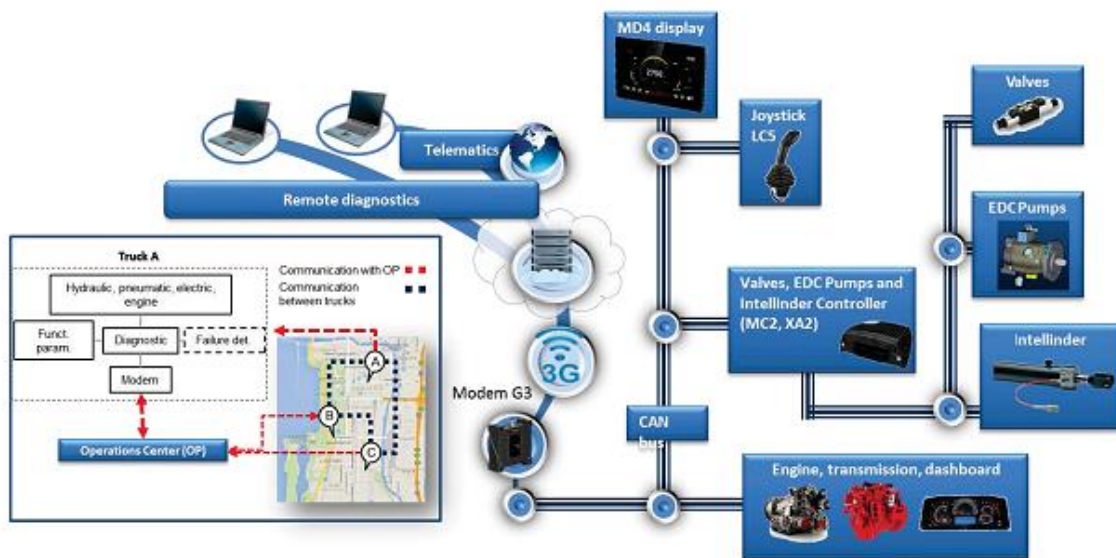 MD4 display
Joystick
LC5
Valves
Telematics
Remote diagnostics
EDC Pumps
Truck A
Hydraulic, pneumatic, electric,
engine
Communication with OP
Communication
between trucks
Funct.
param.
Diagnostic
Failure det.
Modem
Operations Center (OP)
A
B
C
3G
Modem G3
Valves, EDC Pumps and
Intellinder Controller
(MC2, XA2)
Intellinder
CAN
bus
Engine, transmission, dashboard